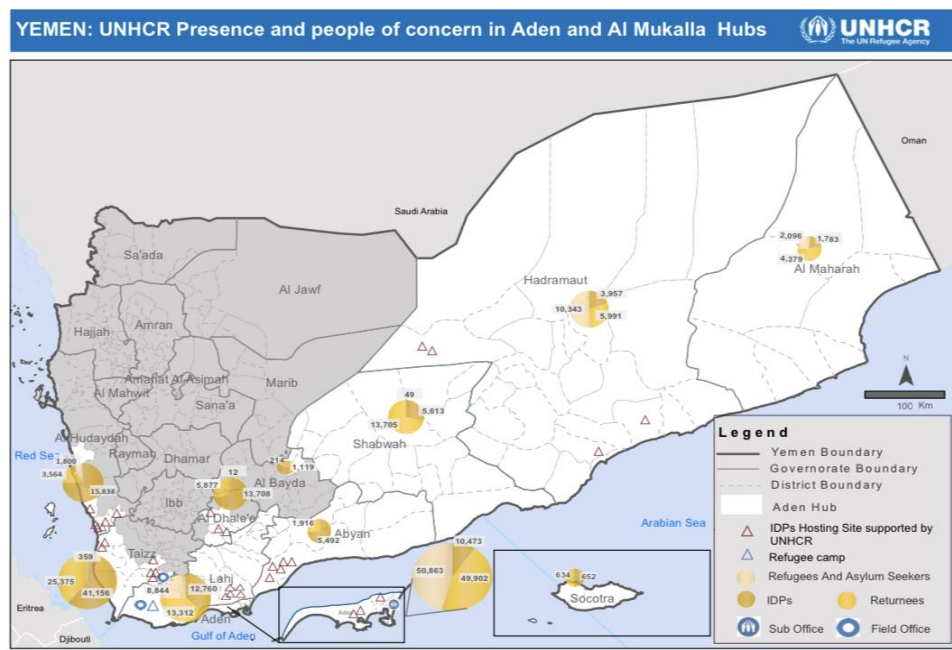 YEMEN: UNHCR Presence and people of concern in Aden and Al Mukalla Hubs
UNHCR
The UN Refugee Agency
Oman
Saudi Arabia
Sa'ada
2,096
1,783
4,379
Al Maharah
Al Jawf
Hadramaut
3,957
10,343
5,991
Hajjah
Amran
Amanat Al-Asimah
Al Mahwit
Marib
Sana'a
N
100 Km
49
5,613
13,705
Shabwah
Al Hudaydah
Raymah
Dhamar
Red Sea
214
1,119
3,564
15,838
12
5,877
13,708
Al Bayda
Ibb
Al Dhale'e
1,916
5,492
Abyan
Arabian Sea
Taizz
359
25,375
41,156
Lahj
8,844
12,760
13,312
Aden
10,473
50,863
49,902
Aden
634
652
Socotra
Eritrea
Djibouti
Gulf of Aden
Legend
Yemen Boundary
Governorate Boundary
District Boundary
Aden Hub
IDPs Hosting Site supported by
UNHCR
Refugee camp
Refugees And Asylum Seekers
IDPs
Returnees
Sub Office
Field Office